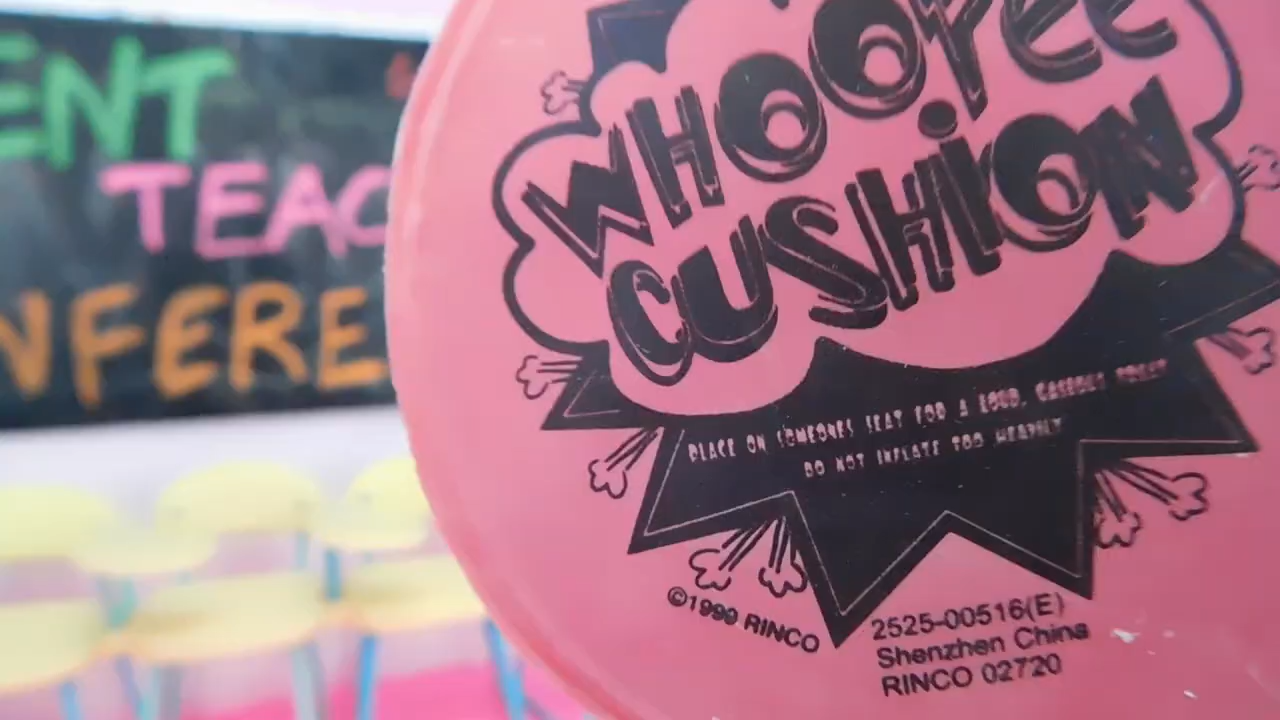 ENT
TEAC
NFERE
WHOOPEE
CUSHION
PLACE ON SOMEONES SEAT FOR A LOUD, GASEOUS
DO NOT INFLATE TOO HEAVILY
©1999 RINCO
2525-00516(E)
Shenzhen China
RINCO 02720